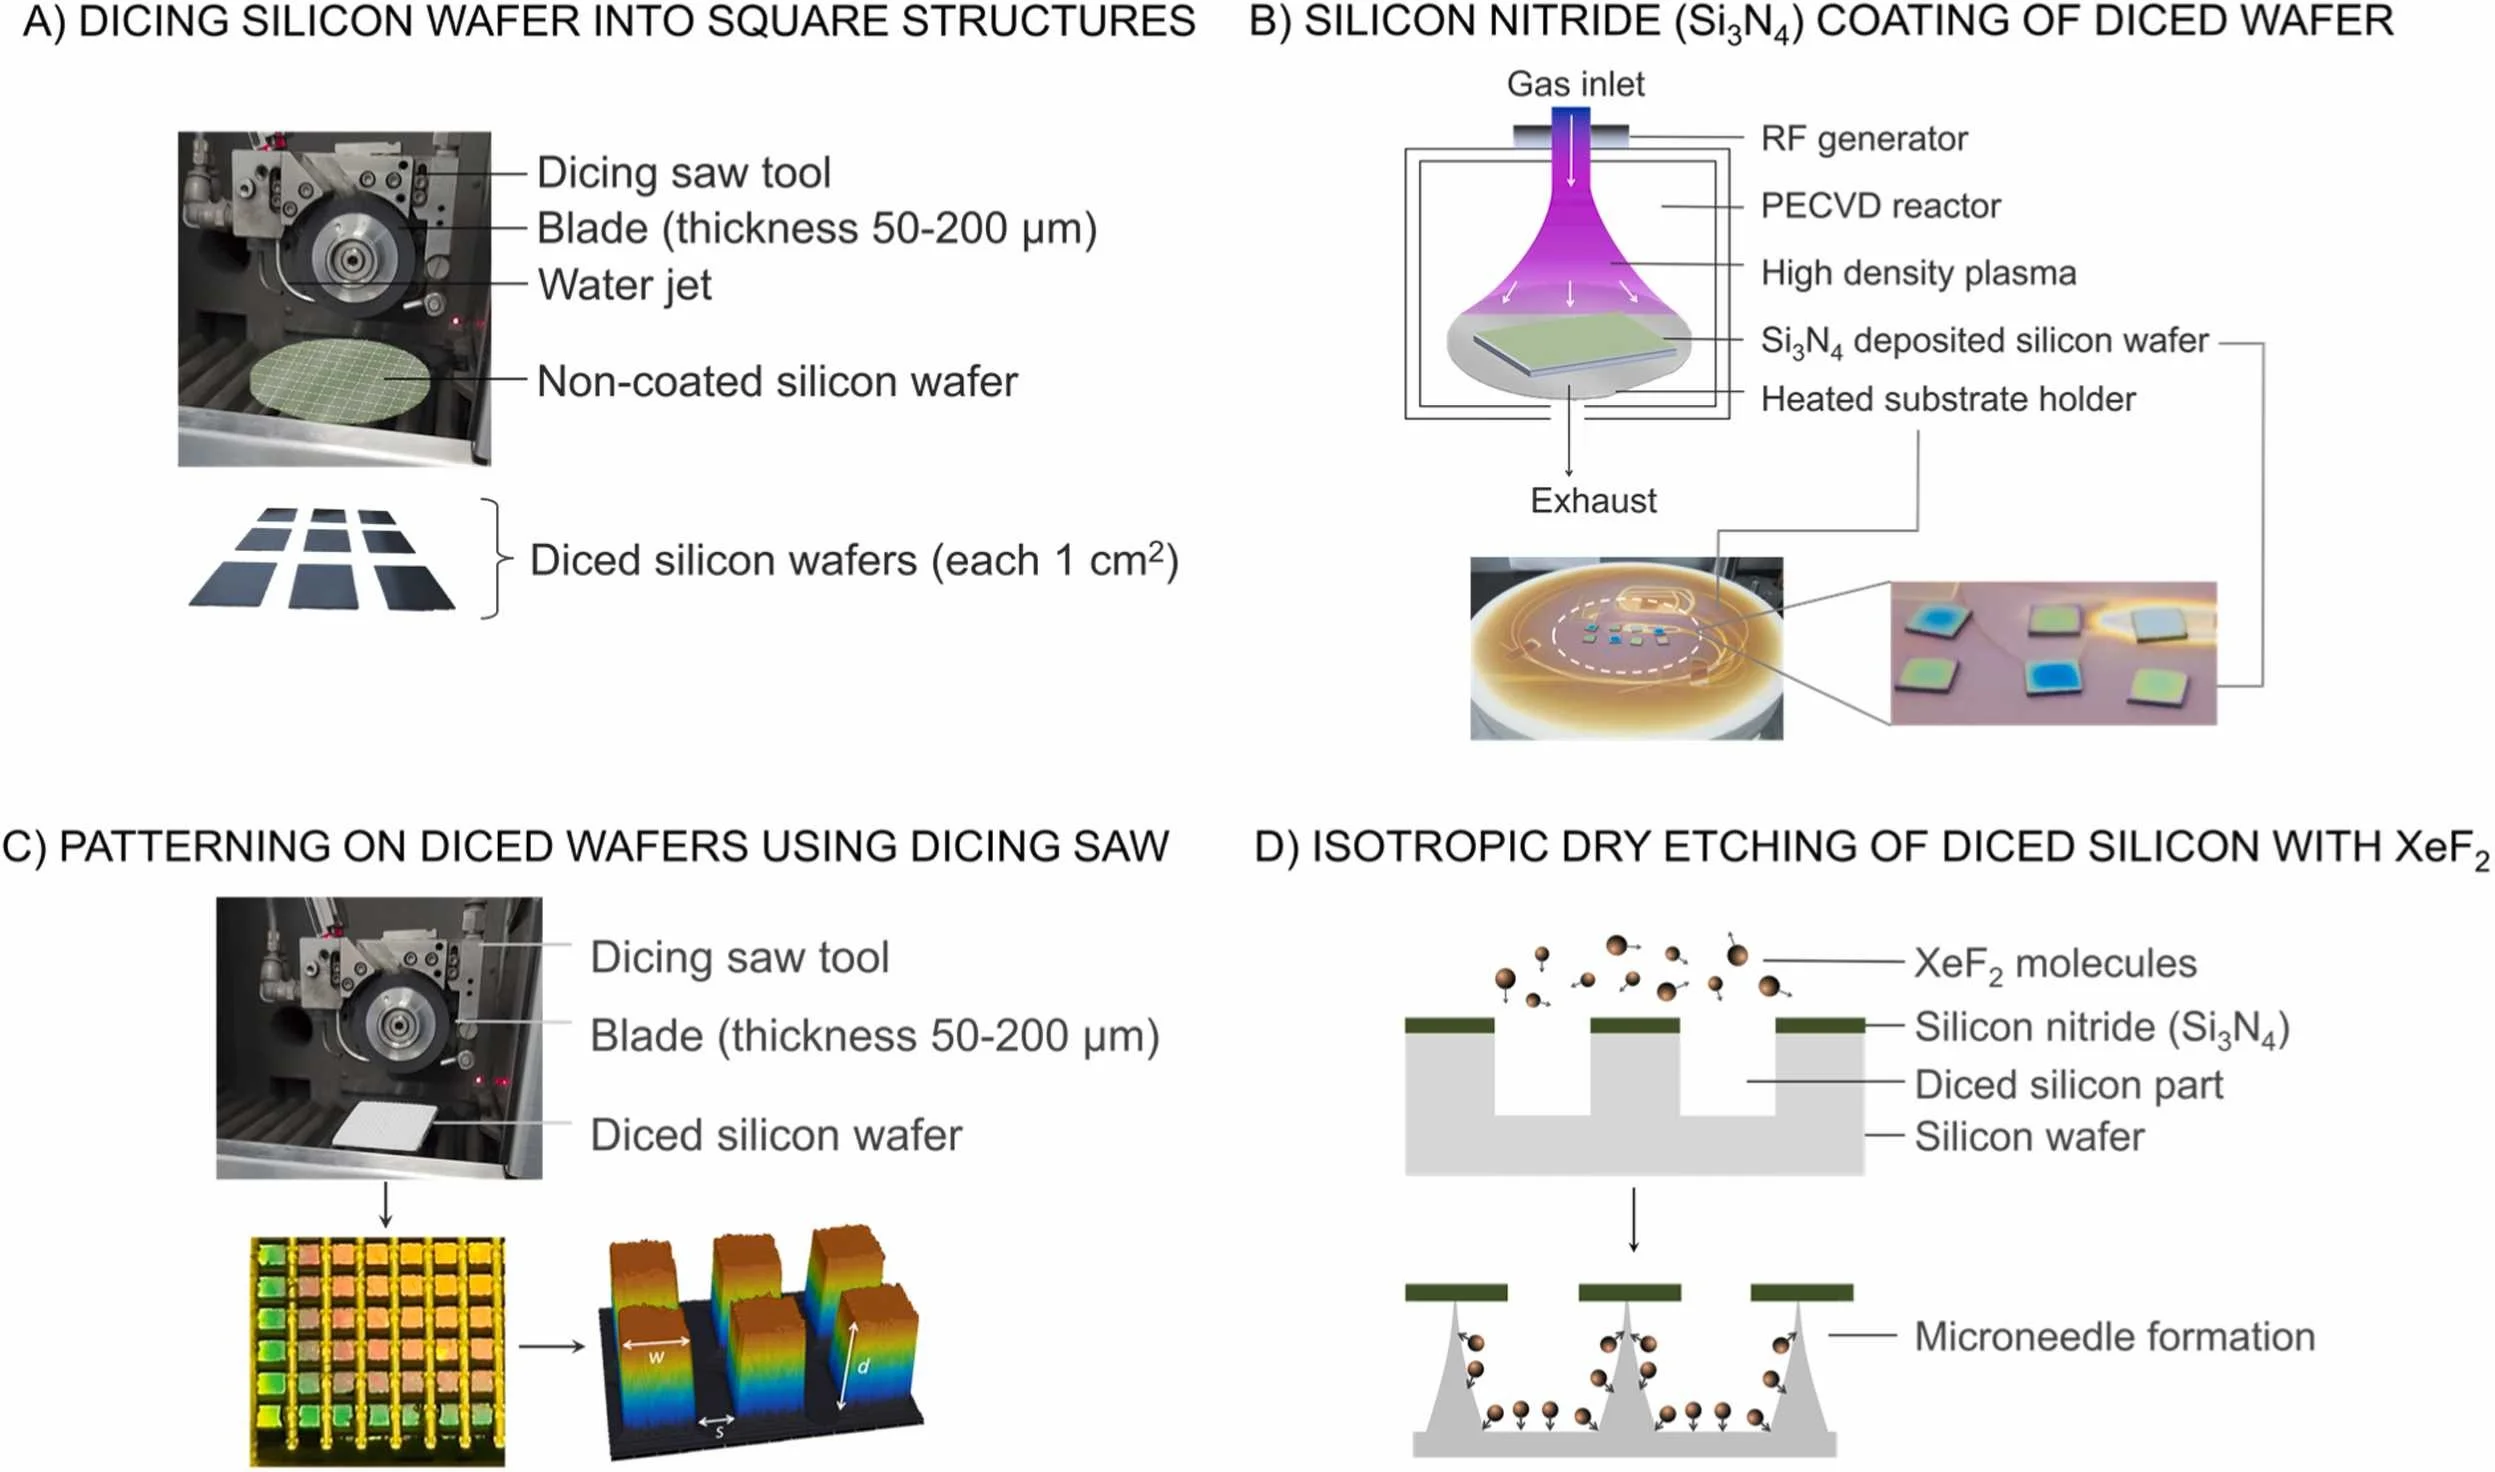 A) DICING SILICON WAFER INTO SQUARE STRUCTURES
Dicing saw tool
Blade (thickness 50-200 µm)
Water jet
Non-coated silicon wafer
Diced silicon wafers (each 1 cm²)
B) SILICON NITRIDE (Si₃N₄) COATING OF DICED WAFER
Gas inlet
RF generator
PECVD reactor
High density plasma
Si₃N₄ deposited silicon wafer
Heated substrate holder
Exhaust
C) PATTERNING ON DICED WAFERS USING DICING SAW
Dicing saw tool
Blade (thickness 50-200 µm)
Diced silicon wafer
w
d
s
D) ISOTROPIC DRY ETCHING OF DICED SILICON WITH XeF₂
XeF₂ molecules
Silicon nitride (Si₃N₄)
Diced silicon part
Silicon wafer
Microneedle formation